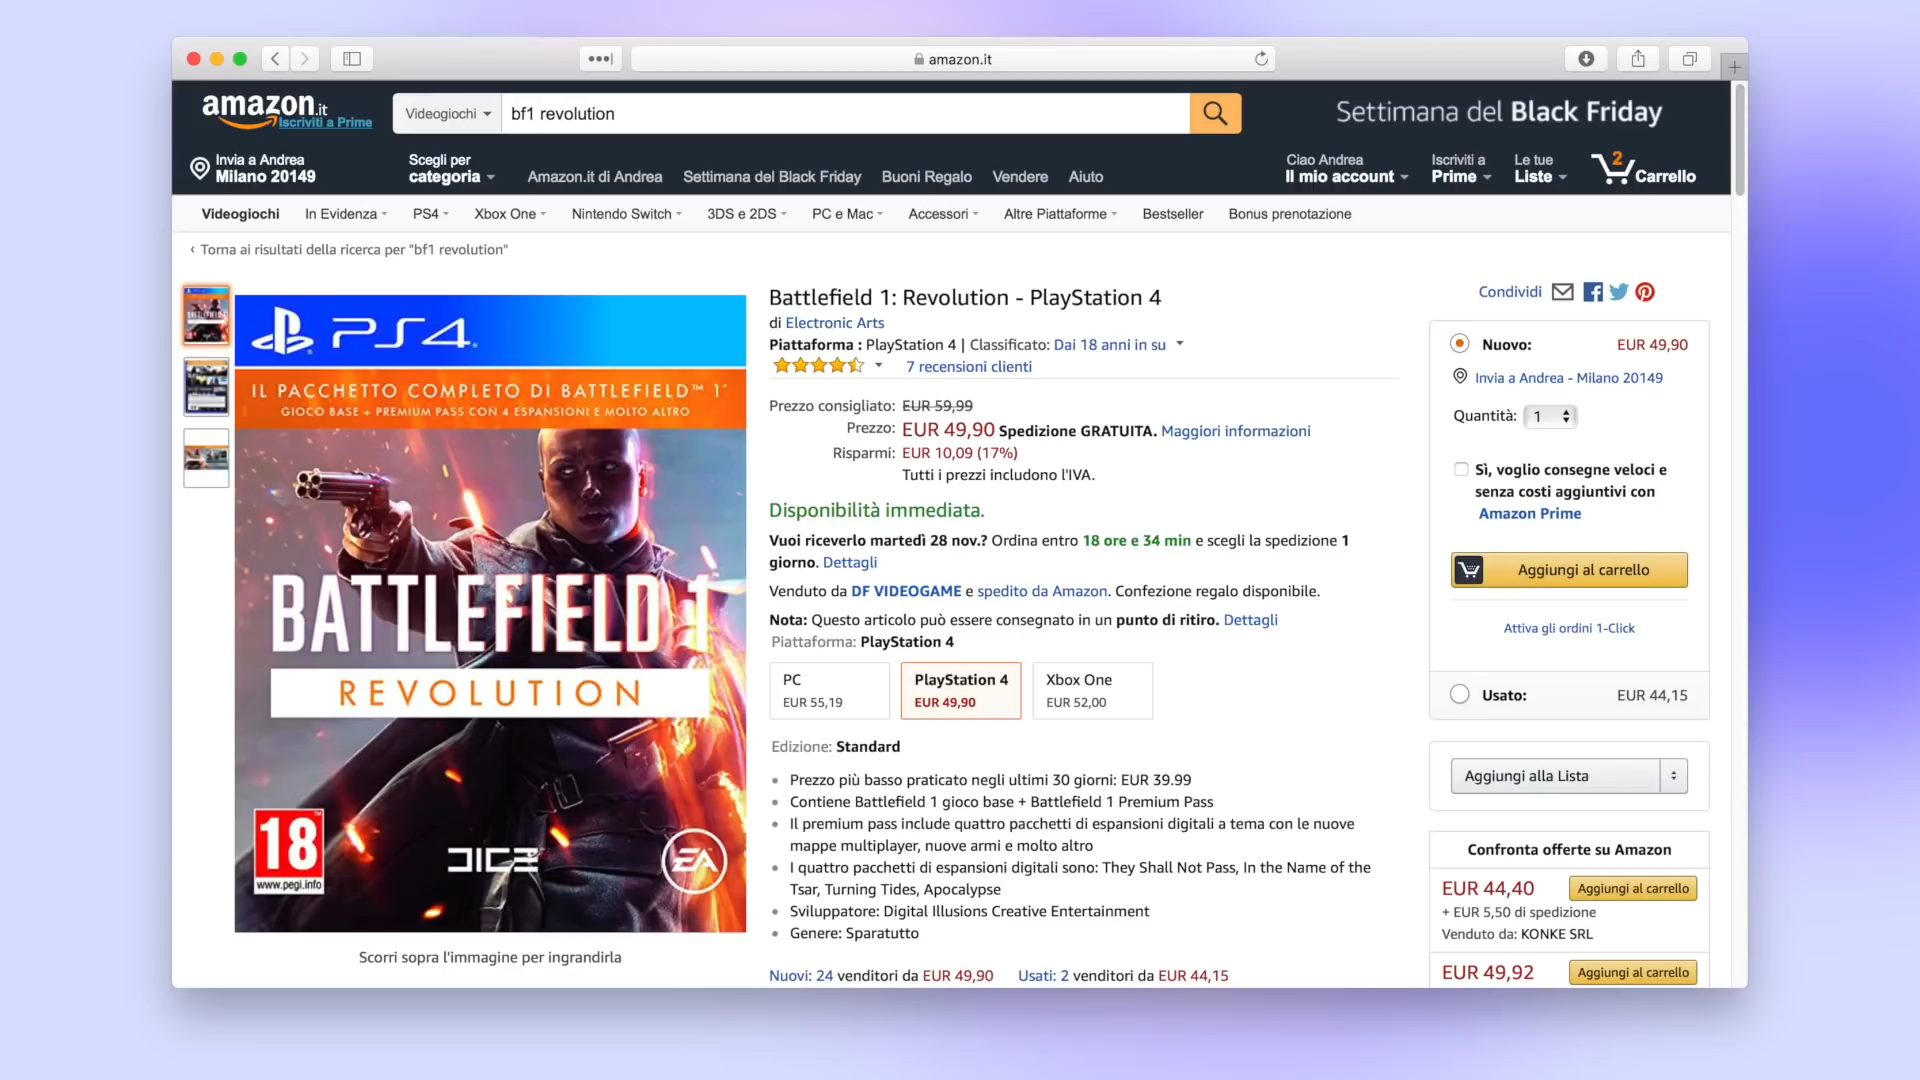 amazon.it
amazon.it
Iscriviti a Prime
Videogiochi
bf1 revolution
Settimana del Black Friday
Invia a Andrea
Milano 20149
Scegli per
categoria
Amazon.it di Andrea
Settimana del Black Friday
Buoni Regalo
Vendere
Aiuto
Ciao Andrea
Il mio account
Iscriviti a
Prime
Le tue
Liste
2
Carrello
Videogiochi
In Evidenza
PS4
Xbox One
Nintendo Switch
3DS e 2DS
PC e Mac
Accessori
Altre Piattaforme
Bestseller
Bonus prenotazione
‹ Torna ai risultati della ricerca per "bf1 revolution"
PS4
IL PACCHETTO COMPLETO DI BATTLEFIELD™ 1
GIOCO BASE + PREMIUM PASS CON 4 ESPANSIONI E MOLTO ALTRO
BATTLEFIELD 1
REVOLUTION
18
www.pegi.info
DICE
EA
Scorri sopra l'immagine per ingrandirla
Battlefield 1: Revolution - PlayStation 4
di Electronic Arts
Piattaforma : PlayStation 4 | Classificato: Dai 18 anni in su
7 recensioni clienti
Prezzo consigliato: EUR 59,99
Prezzo: EUR 49,90 Spedizione GRATUITA. Maggiori informazioni
Risparmi: EUR 10,09 (17%)
Tutti i prezzi includono l'IVA.
Disponibilità immediata.
Vuoi riceverlo martedì 28 nov.? Ordina entro 18 ore e 34 min e scegli la spedizione 1
giorno. Dettagli
Venduto da DF VIDEOGAME e spedito da Amazon. Confezione regalo disponibile.
Nota: Questo articolo può essere consegnato in un punto di ritiro. Dettagli
Piattaforma: PlayStation 4
PC
EUR 55,19
PlayStation 4
EUR 49,90
Xbox One
EUR 52,00
Edizione: Standard
Prezzo più basso praticato negli ultimi 30 giorni: EUR 39.99
Contiene Battlefield 1 gioco base + Battlefield 1 Premium Pass
Il premium pass include quattro pacchetti di espansioni digitali a tema con le nuove
mappe multiplayer, nuove armi e molto altro
I quattro pacchetti di espansioni digitali sono: They Shall Not Pass, In the Name of the
Tsar, Turning Tides, Apocalypse
Sviluppatore: Digital Illusions Creative Entertainment
Genere: Sparatutto
Nuovi: 24 venditori da EUR 49,90 Usati: 2 venditori da EUR 44,15
Condividi
Nuovo: EUR 49,90
Invia a Andrea - Milano 20149
Quantità: 1
Sì, voglio consegne veloci e
senza costi aggiuntivi con
Amazon Prime
Aggiungi al carrello
Attiva gli ordini 1-Click
Usato: EUR 44,15
Aggiungi alla Lista
Confronta offerte su Amazon
EUR 44,40
Aggiungi al carrello
+ EUR 5,50 di spedizione
Venduto da: KONKE SRL
EUR 49,92
Aggiungi al carrello